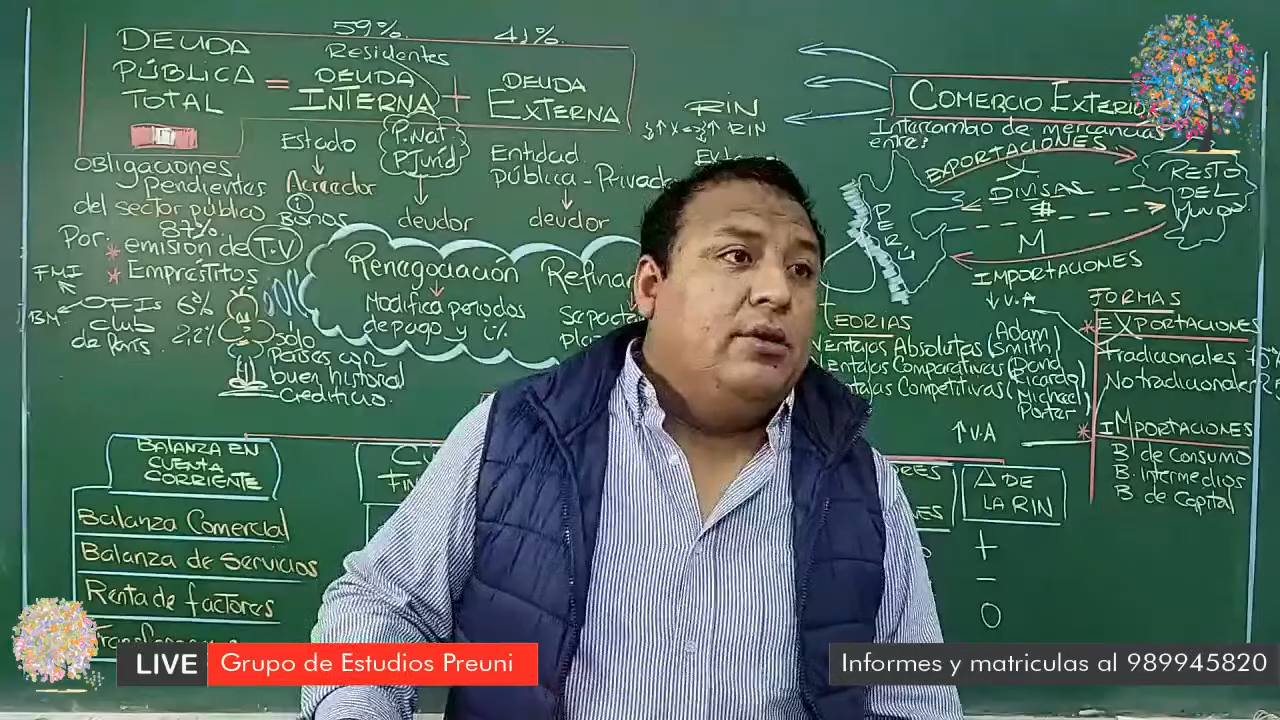 59%
41%
Residentes
DEUDA
PÚBLICA
TOTAL
=
DEUDA
INTERNA
+
DEUDA
EXTERNA
Estado
Acreedor
P. Nat
P Juríd
deudor
Entidad
pública - Privada
deudor
obligaciones
pendientes
del sector público
87%
Por:
* emisión de T.V
Bonos
* Empréstitos
FMI
BM
OFIs 6%
club
de París
2,2%
solo
Países con
buen historial
crediticio.
Renegociación
Modifica periodos
de pago y i%
RIN
COMERCIO
Intercambio de mercancías
entre:
EXPORTACIONES
X
DIVISAS
$
M
IMPORTACIONES
PERÚ
RESTO
DEL
MUNDO
TEORIAS
Ventajas Absolutas (Adam
Smith)
Ventajas Comparativas (David
Ricardo)
Ventajas Competitivas (Michael
Porter
↓ V.A
↑ V.A
FORMAS
* EXPORTACIONES
Tradicionales
No tradicionales
* IMPORTACIONES
B' de Consumo
B. Intermedios
B de Capital
BALANZA EN
CUENTA
CORRIENTE
Balanza Comercial
Balanza de Servicios
Renta de factores
Δ DE
LA RIN
+
−
0
LIVE Grupo de Estudios Preuni
Informes y matriculas al 989945820